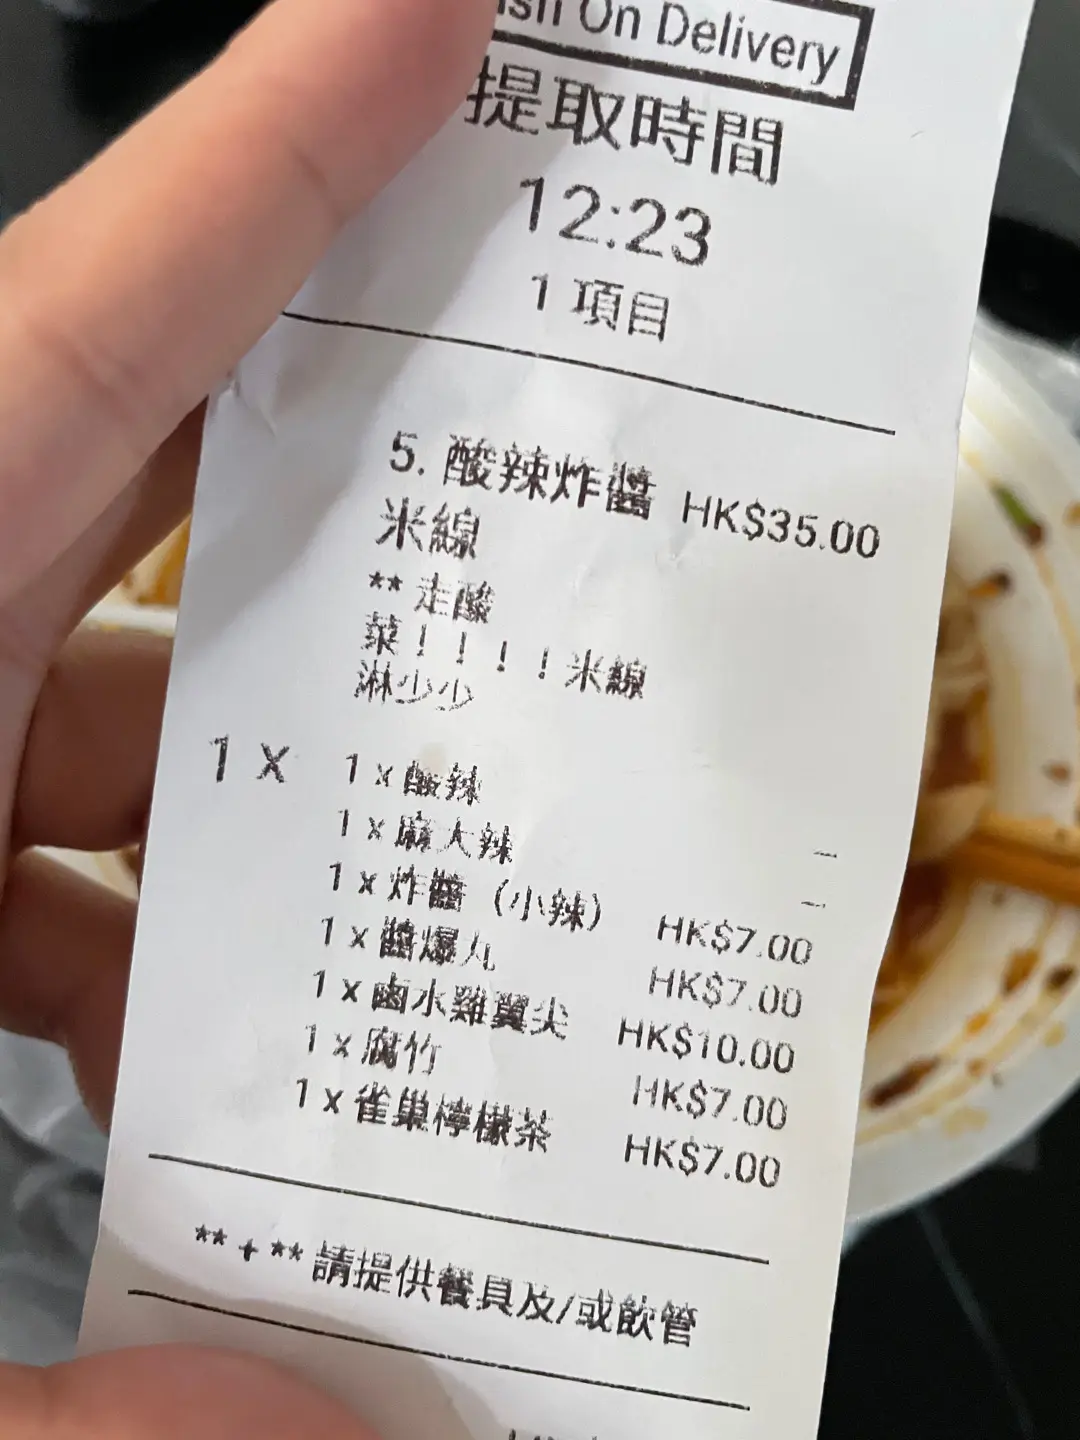 On Delivery
提取時間
12:23
1 項目
5. 酸辣炸醬 HK$35.00
米線
** 走酸
菜！！！！米線
淋少少
1 X
1 x 酸辣
1 x 麻大辣 –
1 x 炸醬（小辣） –
HK$7.00
1 x 醬爆丸 HK$7.00
1 x 鹵水雞翼尖 HK$10.00
1 x 腐竹 HK$7.00
1 x 雀巢檸檬茶 HK$7.00
** + ** 請提供餐具及/或飲管